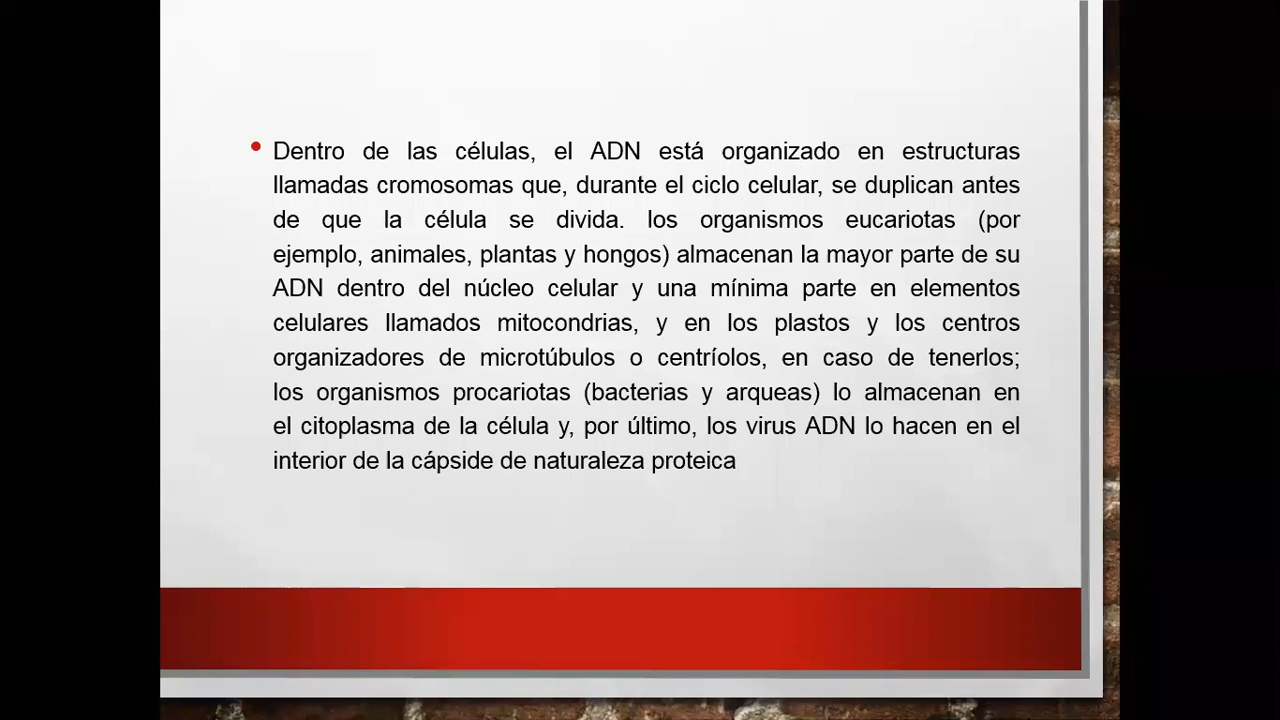 • Dentro de las células, el ADN está organizado en estructuras
llamadas cromosomas que, durante el ciclo celular, se duplican antes
de que la célula se divida. los organismos eucariotas (por
ejemplo, animales, plantas y hongos) almacenan la mayor parte de su
ADN dentro del núcleo celular y una mínima parte en elementos
celulares llamados mitocondrias, y en los plastos y los centros
organizadores de microtúbulos o centríolos, en caso de tenerlos;
los organismos procariotas (bacterias y arqueas) lo almacenan en
el citoplasma de la célula y, por último, los virus ADN lo hacen en el
interior de la cápside de naturaleza proteica